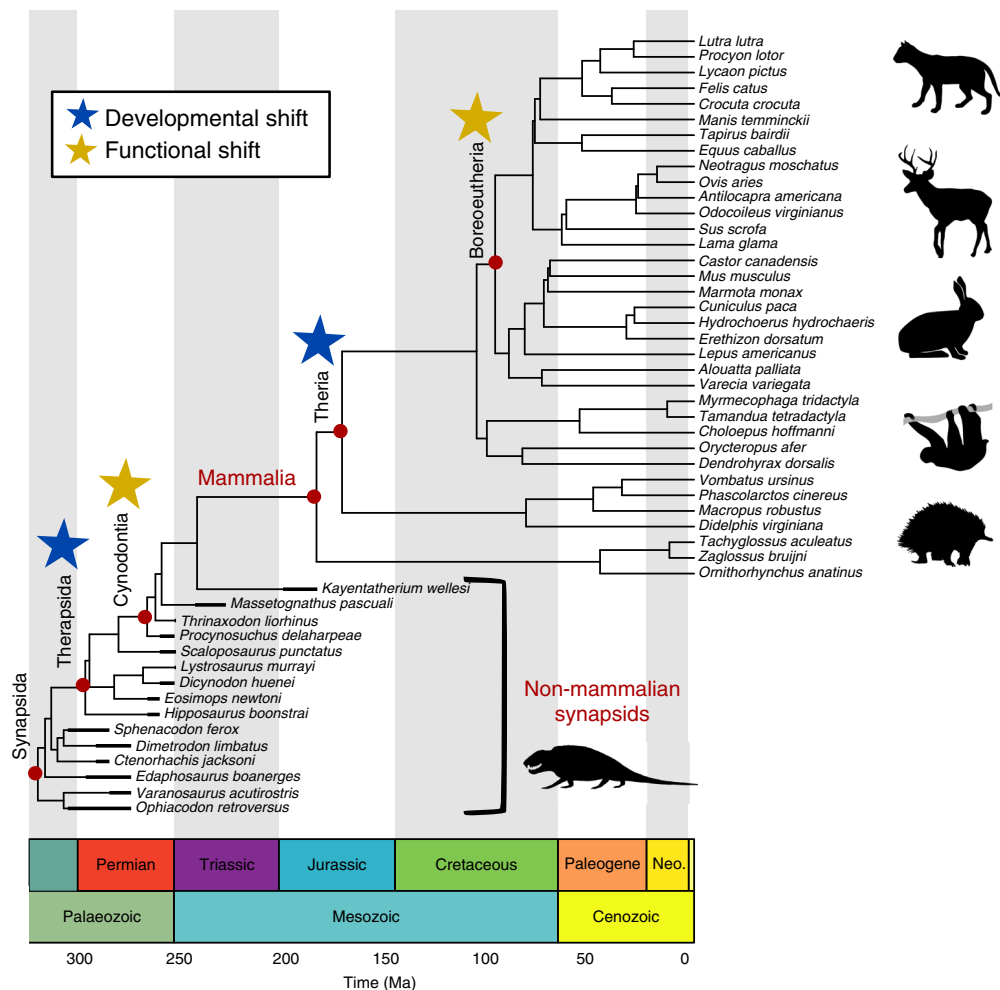 Developmental shift
Functional shift
Synapsida
Therapsida
Cynodontia
Mammalia
Theria
Boreoeutheria
Lutra lutra
Procyon lotor
Lycaon pictus
Felis catus
Crocuta crocuta
Manis temminckii
Tapirus bairdii
Equus caballus
Neotragus moschatus
Ovis aries
Antilocapra americana
Odocoileus virginianus
Sus scrofa
Lama glama
Castor canadensis
Mus musculus
Marmota monax
Cuniculus paca
Hydrochoerus hydrochaeris
Erethizon dorsatum
Lepus americanus
Alouatta palliata
Varecia variegata
Myrmecophaga tridactyla
Tamandua tetradactyla
Choloepus hoffmanni
Orycteropus afer
Dendrohyrax dorsalis
Vombatus ursinus
Phascolarctos cinereus
Macropus robustus
Didelphis virginiana
Tachyglossus aculeatus
Zaglossus bruijni
Ornithorhynchus anatinus
Kayentatherium wellesi
Massetognathus pascuali
Thrinaxodon liorhinus
Procynosuchus delaharpeae
Scaloposaurus punctatus
Lystrosaurus murrayi
Dicynodon huenei
Eosimops newtoni
Hipposaurus boonstrai
Sphenacodon ferox
Dimetrodon limbatus
Ctenorhachis jacksoni
Edaphosaurus boanerges
Varanosaurus acutirostris
Ophiacodon retroversus
Non-mammalian
synapsids
Permian Triassic Jurassic Cretaceous Paleogene Neo.
Palaeozoic Mesozoic Cenozoic
300 250 200 150 100 50 0
Time (Ma)